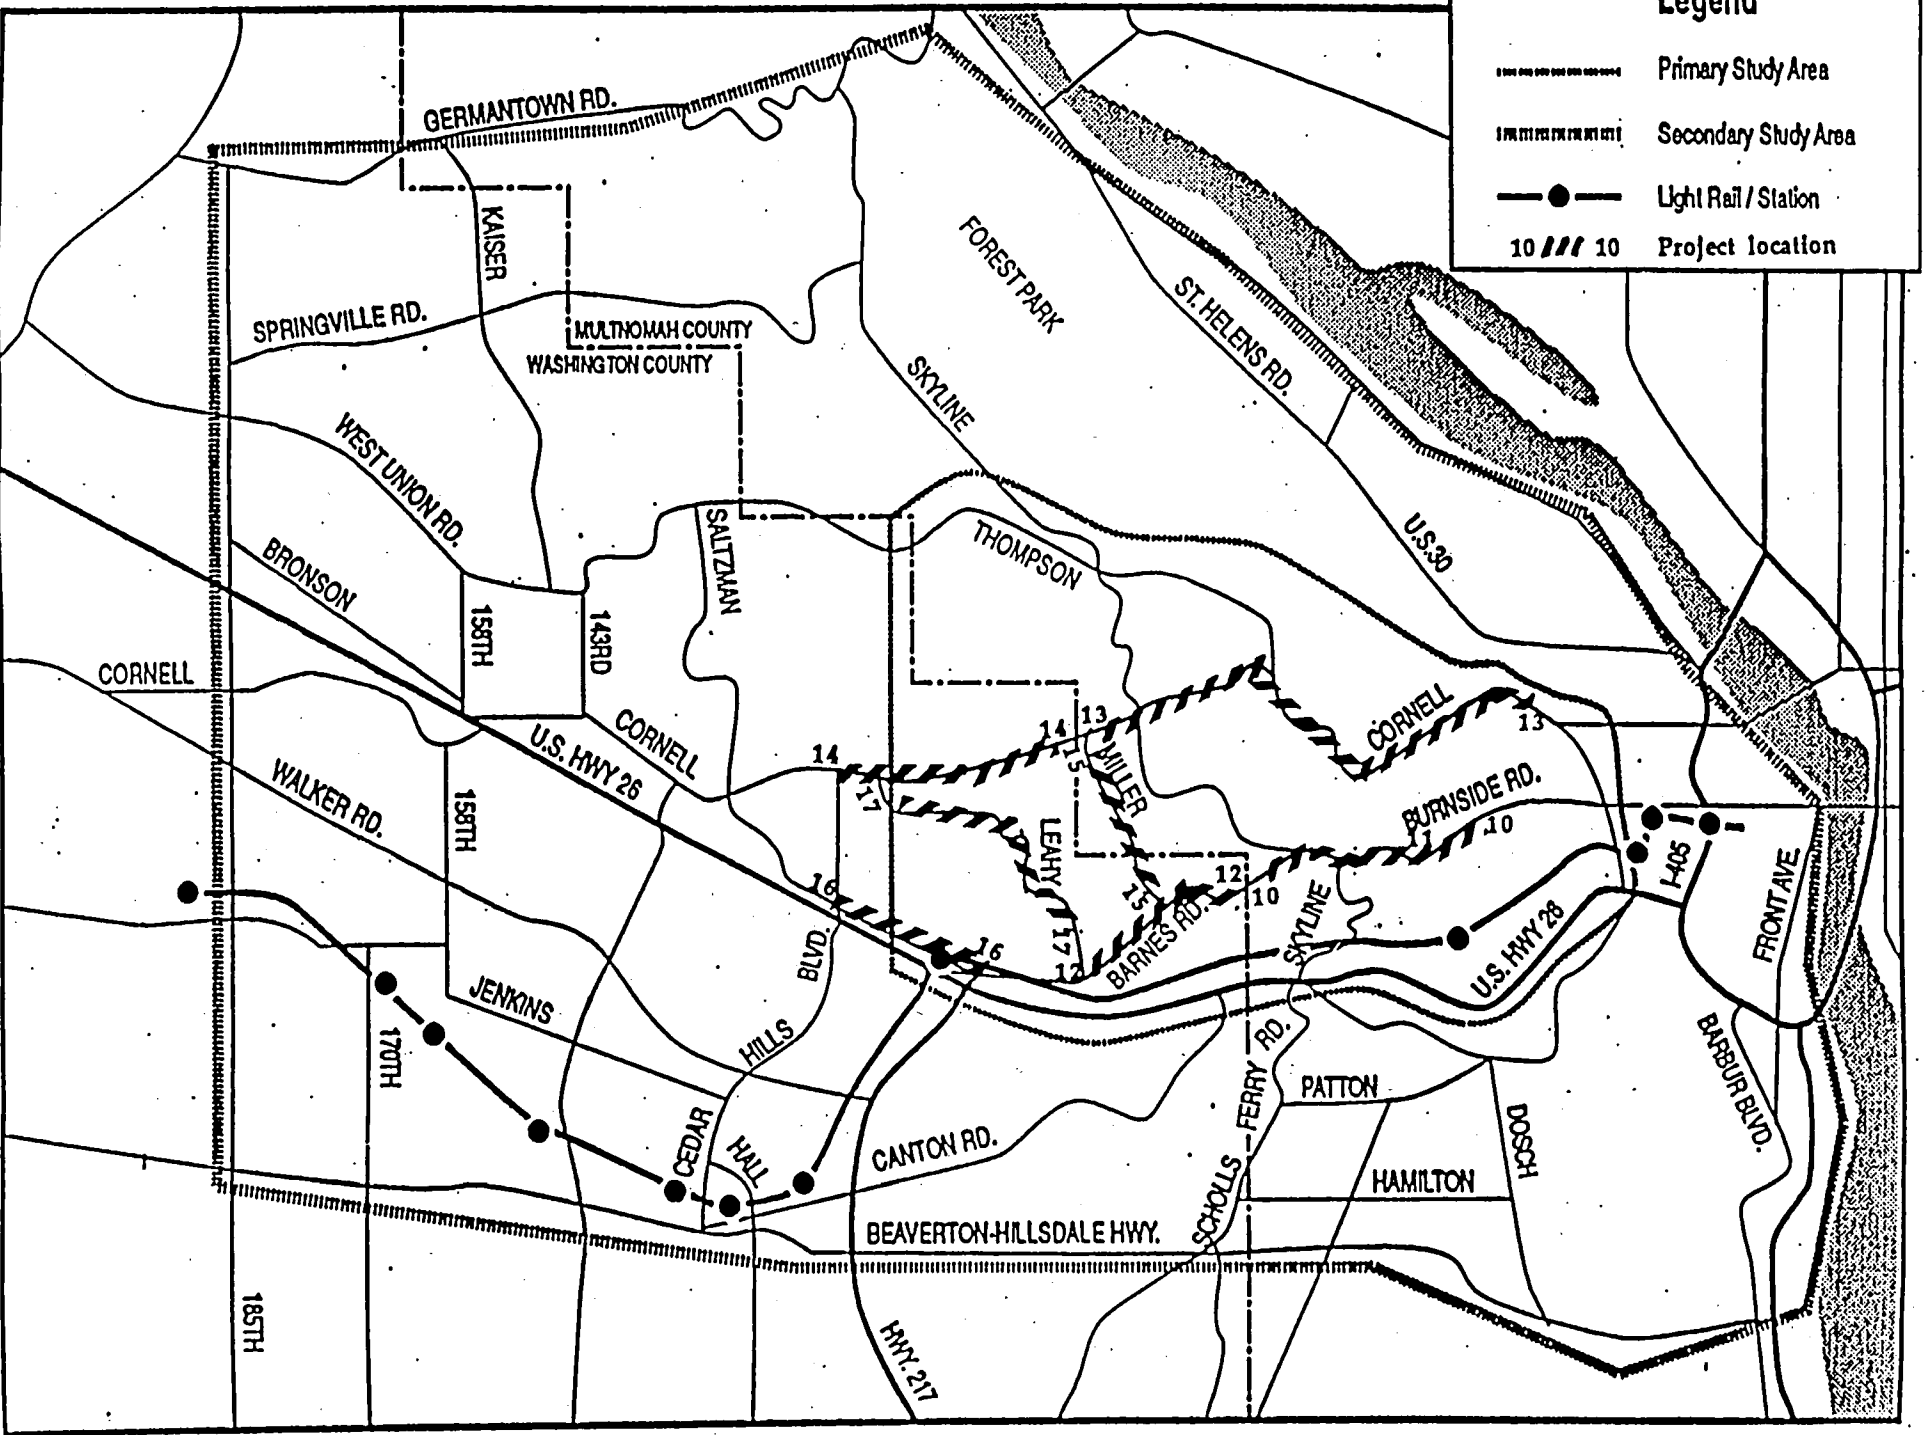 Legend
Primary Study Area
Secondary Study Area
Light Rail / Station
10 10 Project location
GERMANTOWN RD.
KAISER
FOREST PARK
ST. HELENS RD.
SPRINGVILLE RD.
MULTNOMAH COUNTY
WASHINGTON COUNTY
SKYLINE
WEST UNION RD.
U.S.30
SALTZMAN
THOMPSON
BRONSON
158TH
143RD
CORNELL
CORNELL
CORNELL
U.S. HWY 26
13
13
14
14
15
MILLER
WALKER RD.
158TH
17
LEAHY
BURNSIDE RD.
11
10
I-405
FRONT AVE.
16
12
10
15
SKYLINE
BARNES RD.
17
16
12
U.S. HWY 26
BLVD.
JENKINS
170TH
HILLS
RD.
BARBUR BLVD.
PATTON
FERRY
CEDAR
HALL
CANTON RD.
DOSCH
HAMILTON
SCHOLLS
BEAVERTON-HILLSDALE HWY.
185TH
HWY. 217